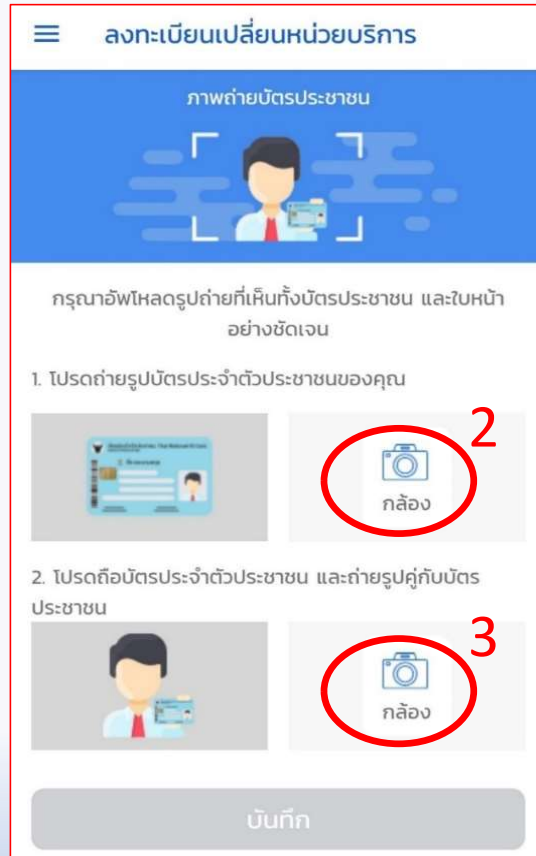 ลงทะเบียนเปลี่ยนหน่วยบริการ
ภาพถ่ายบัตรประชาชน
กรุณาอัพโหลดรูปถ่ายที่เห็นทั้งบัตรประชาชน และใบหน้า
อย่างชัดเจน
1. โปรดถ่ายรูปบัตรประจำตัวประชาชนของคุณ
2
กล้อง
2. โปรดถือบัตรประจำตัวประชาชน และถ่ายรูปคู่กับบัตร
ประชาชน
3
กล้อง
บันทึก